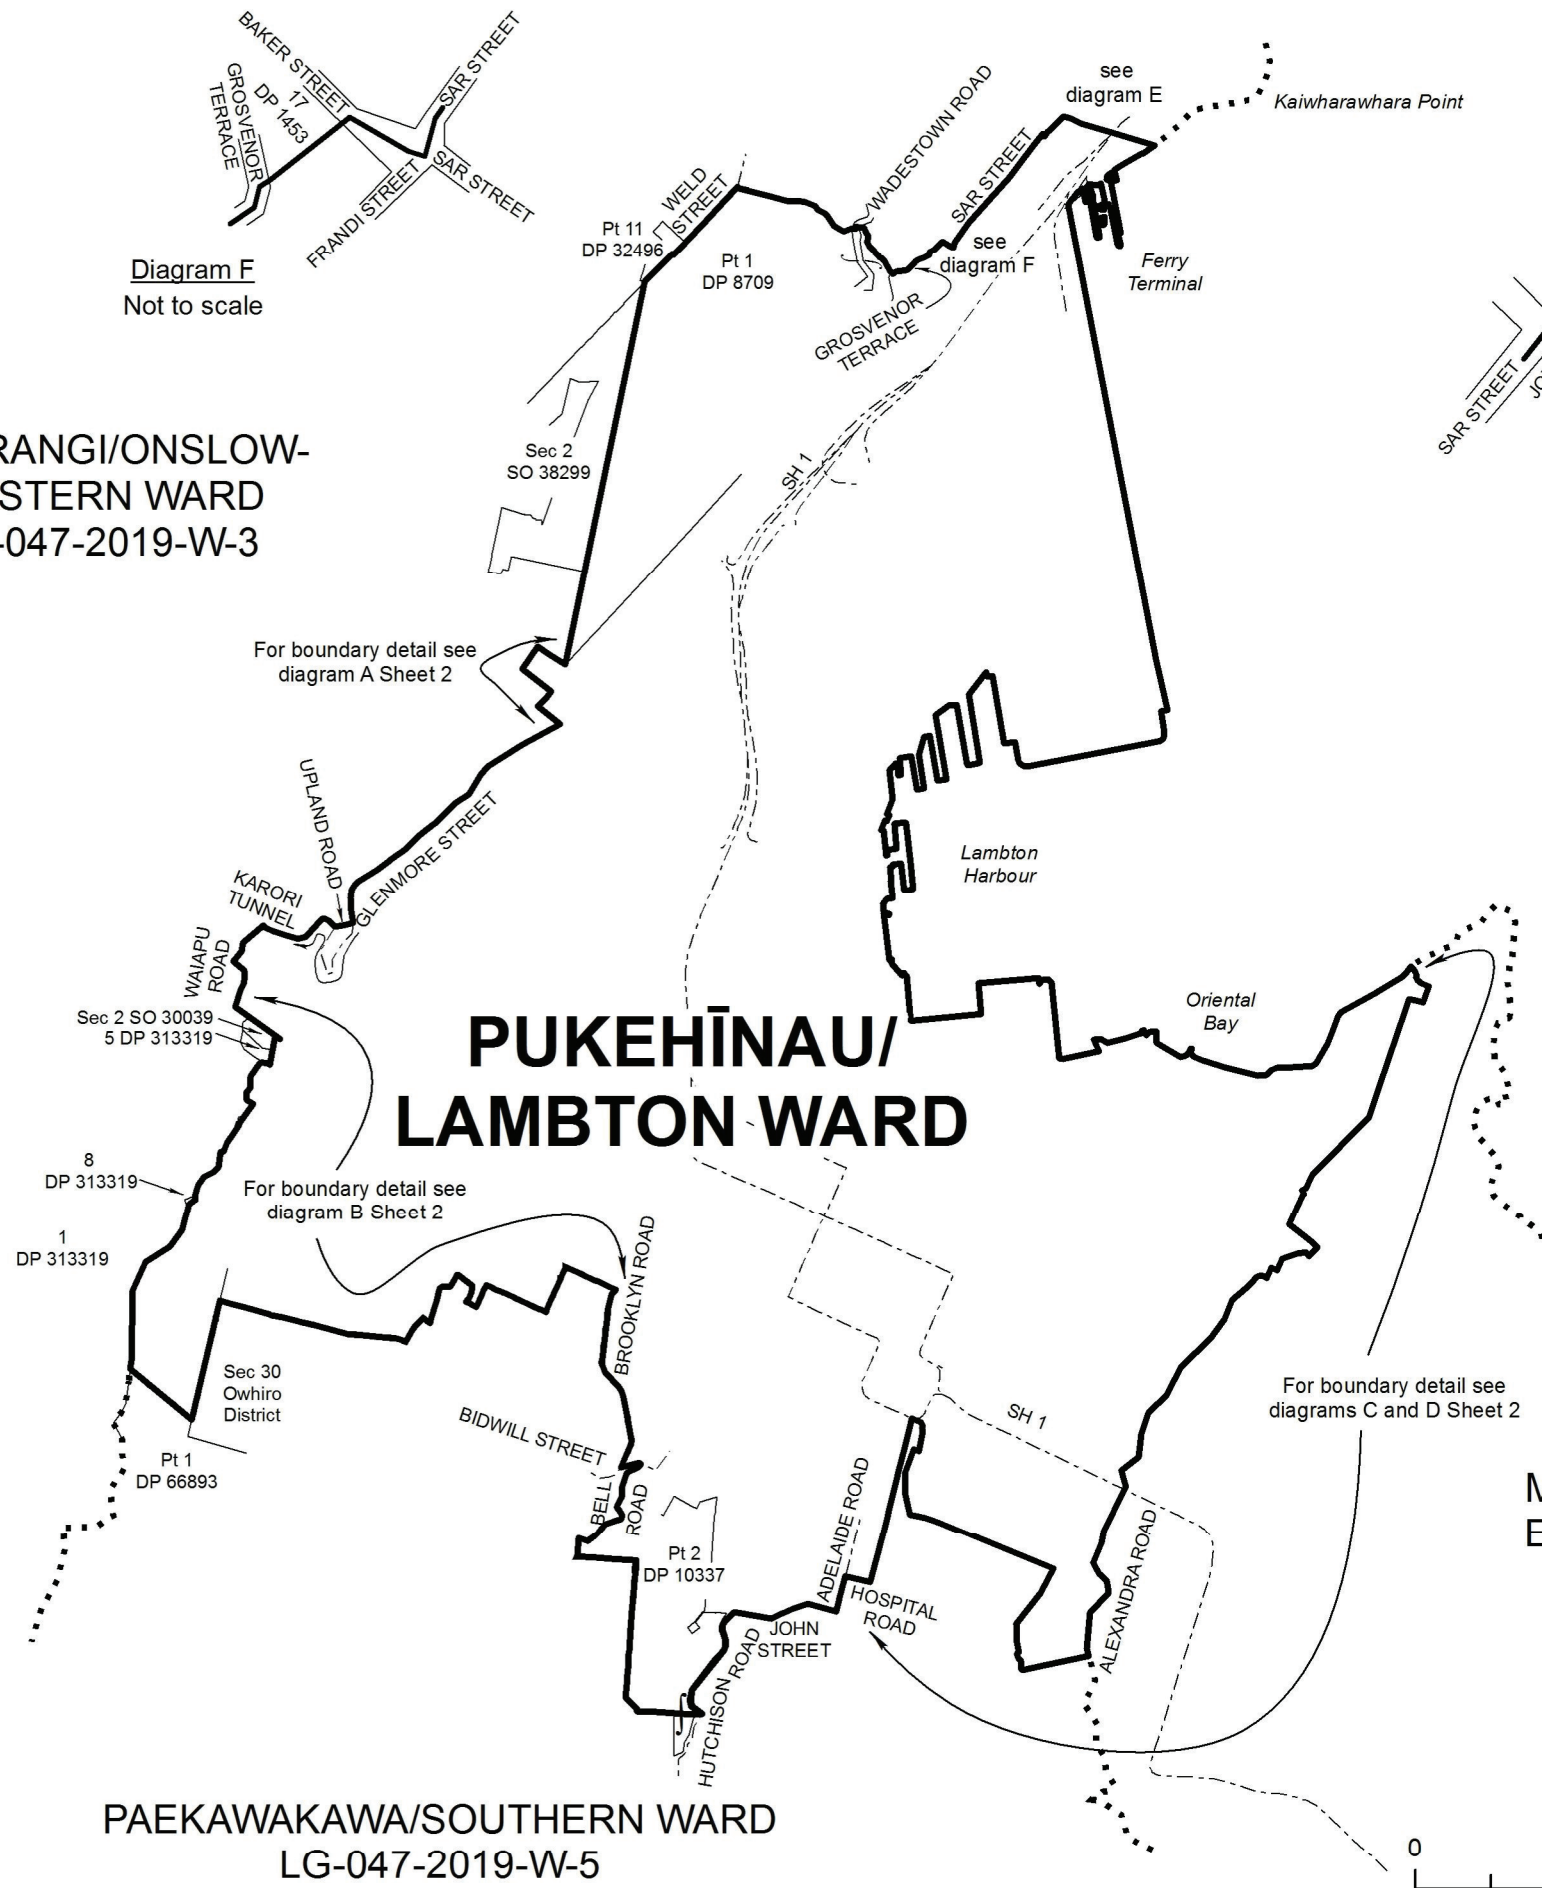 BAKER STREET
SAR STREET
GROSVENOR
TERRACE
17
DP 1453
SAR STREET
FRANDI STREET
Diagram F
Not to scale
see
diagram E
Kaiwharawhara Point
WADESTOWN ROAD
SAR STREET
WELD
STREET
Pt 11
DP 32496
Pt 1
DP 8709
see
diagram F
Ferry
Terminal
GROSVENOR
TERRACE
SAR STREET
JO
RANGI/ONSLOW-
STERN WARD
-047-2019-W-3
Sec 2
SO 38299
SH 1
For boundary detail see
diagram A Sheet 2
UPLAND ROAD
GLENMORE STREET
KARORI
TUNNEL
WAIAPU
ROAD
Lambton
Harbour
Oriental
Bay
Sec 2 SO 30039
5 DP 313319
PUKEHĪNAU/
LAMBTON WARD
8
DP 313319
For boundary detail see
diagram B Sheet 2
1
DP 313319
BROOKLYN ROAD
Sec 30
Owhiro
District
Pt 1
DP 66893
BIDWILL STREET
BELL
ROAD
SH 1
For boundary detail see
diagrams C and D Sheet 2
Pt 2
DP 10337
ADELAIDE ROAD
HOSPITAL
ROAD
JOHN
STREET
HUTCHISON ROAD
ALEXANDRA ROAD
M
E
PAEKAWAKAWA/SOUTHERN WARD
LG-047-2019-W-5
0